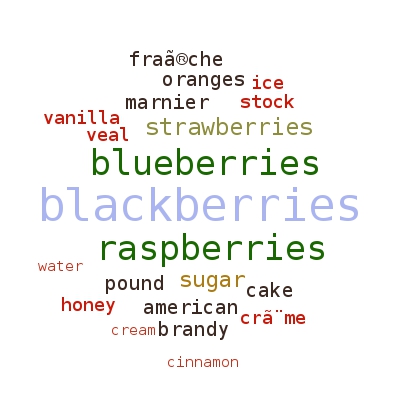 fraã®che
oranges ice
marnier stock
vanilla
veal strawberries
blueberries
blackberries
raspberries
water
pound sugar cake
honey american crã¨me
cream brandy
cinnamon